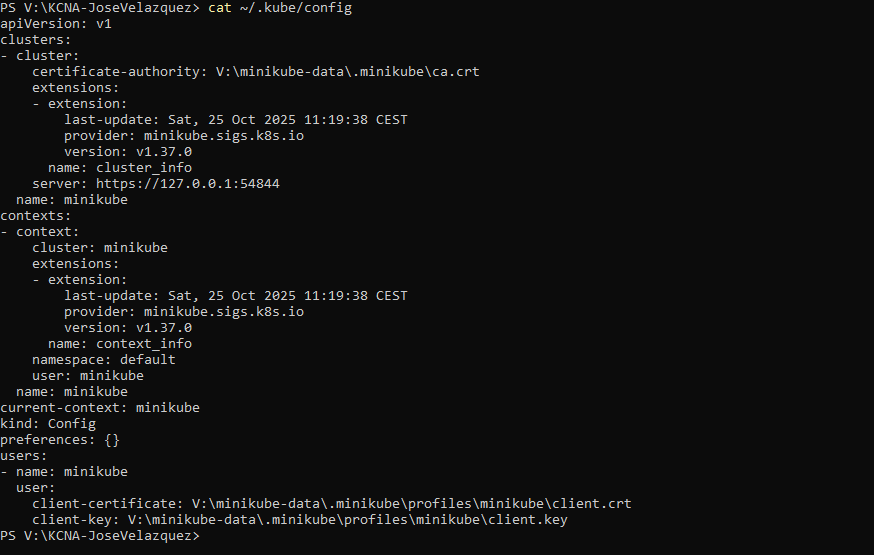 PS V:\KCNA-JoseVelazquez> cat ~/.kube/config
apiVersion: v1
clusters:
- cluster:
    certificate-authority: V:\minikube-data\.minikube\ca.crt
    extensions:
    - extension:
        last-update: Sat, 25 Oct 2025 11:19:38 CEST
        provider: minikube.sigs.k8s.io
        version: v1.37.0
      name: cluster_info
    server: https://127.0.0.1:54844
  name: minikube
contexts:
- context:
    cluster: minikube
    extensions:
    - extension:
        last-update: Sat, 25 Oct 2025 11:19:38 CEST
        provider: minikube.sigs.k8s.io
        version: v1.37.0
      name: context_info
    namespace: default
    user: minikube
  name: minikube
current-context: minikube
kind: Config
preferences: {}
users:
- name: minikube
  user:
    client-certificate: V:\minikube-data\.minikube\profiles\minikube\client.crt
    client-key: V:\minikube-data\.minikube\profiles\minikube\client.key
PS V:\KCNA-JoseVelazquez>